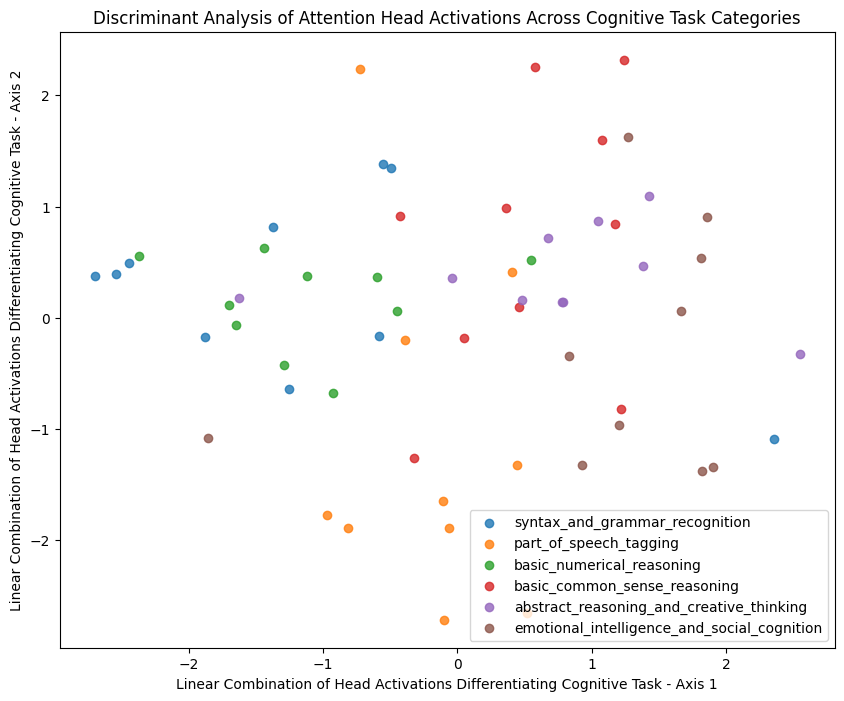 Discriminant Analysis of Attention Head Activations Across Cognitive Task Categories
Linear Combination of Head Activations Differentiating Cognitive Task - Axis 2
2
1
0
−1
−2
syntax_and_grammar_recognition
part_of_speech_tagging
basic_numerical_reasoning
basic_common_sense_reasoning
abstract_reasoning_and_creative_thinking
emotional_intelligence_and_social_cognition
−2
−1
0
1
2
Linear Combination of Head Activations Differentiating Cognitive Task - Axis 1